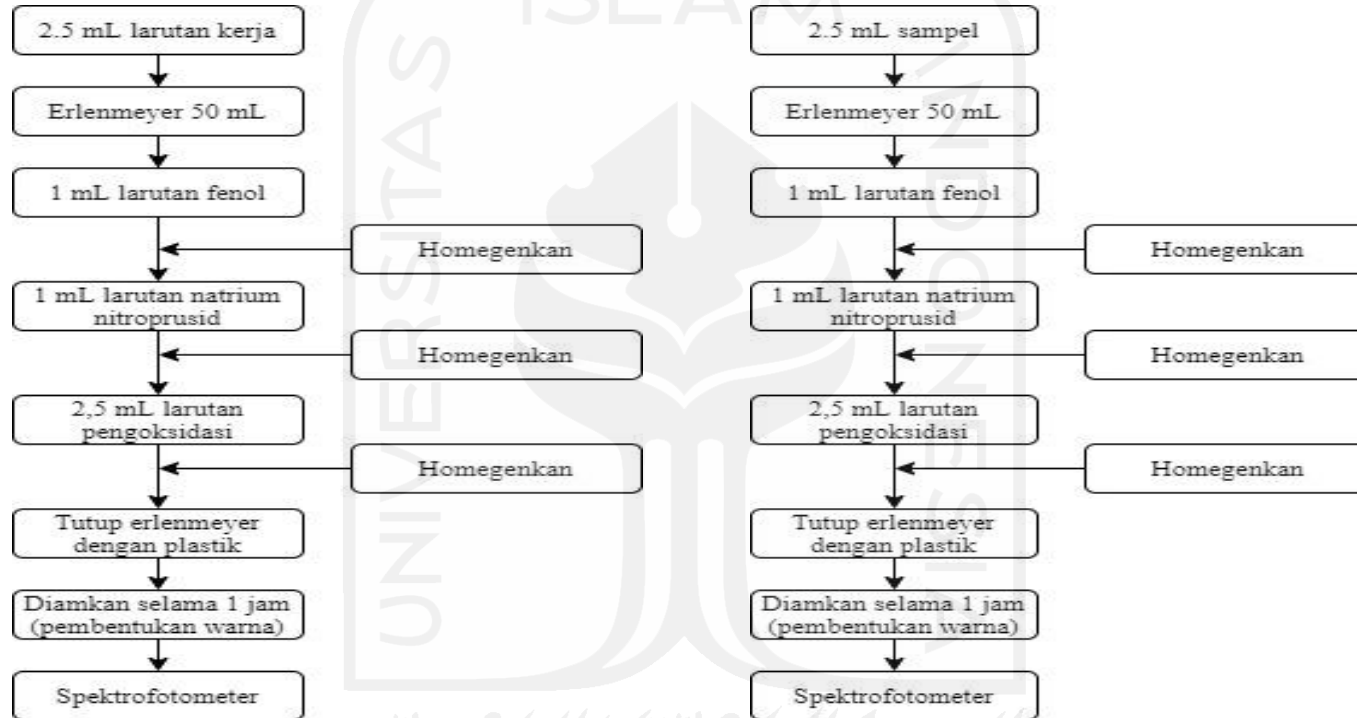 ISLAM
2.5 mL larutan kerja
Erlenmeyer 50 mL
1 mL larutan fenol
Homegenkan
1 mL larutan natrium
nitroprusid
Homegenkan
2,5 mL larutan
pengoksidasi
Homegenkan
Tutup erlenmeyer
dengan plastik
Diamkan selama 1 jam
(pembentukan warna)
Spektrofotometer
2.5 mL sampel
Erlenmeyer 50 mL
1 mL larutan fenol
Homegenkan
1 mL larutan natrium
nitroprusid
Homegenkan
2,5 mL larutan
pengoksidasi
Homegenkan
Tutup erlenmeyer
dengan plastik
Diamkan selama 1 jam
(pembentukan warna)
Spektrofotometer
UNIVERSITAS
INDONESIA